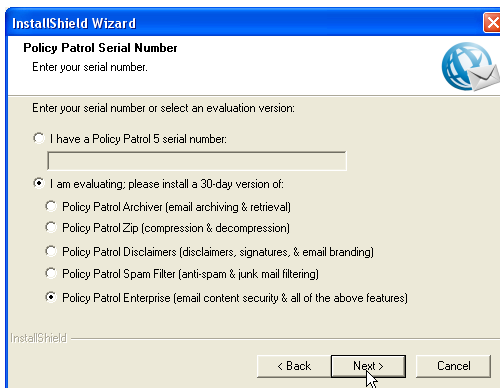 InstallShield Wizard
Policy Patrol Serial Number
Enter your serial number.
Enter your serial number or select an evaluation version:
I have a Policy Patrol 5 serial number:
I am evaluating; please install a 30-day version of:
Policy Patrol Archiver (email archiving & retrieval)
Policy Patrol Zip (compression & decompression)
Policy Patrol Disclaimers (disclaimers, signatures, & email branding)
Policy Patrol Spam Filter (anti-spam & junk mail filtering)
Policy Patrol Enterprise (email content security & all of the above features)
InstallShield
< Back Next > Cancel